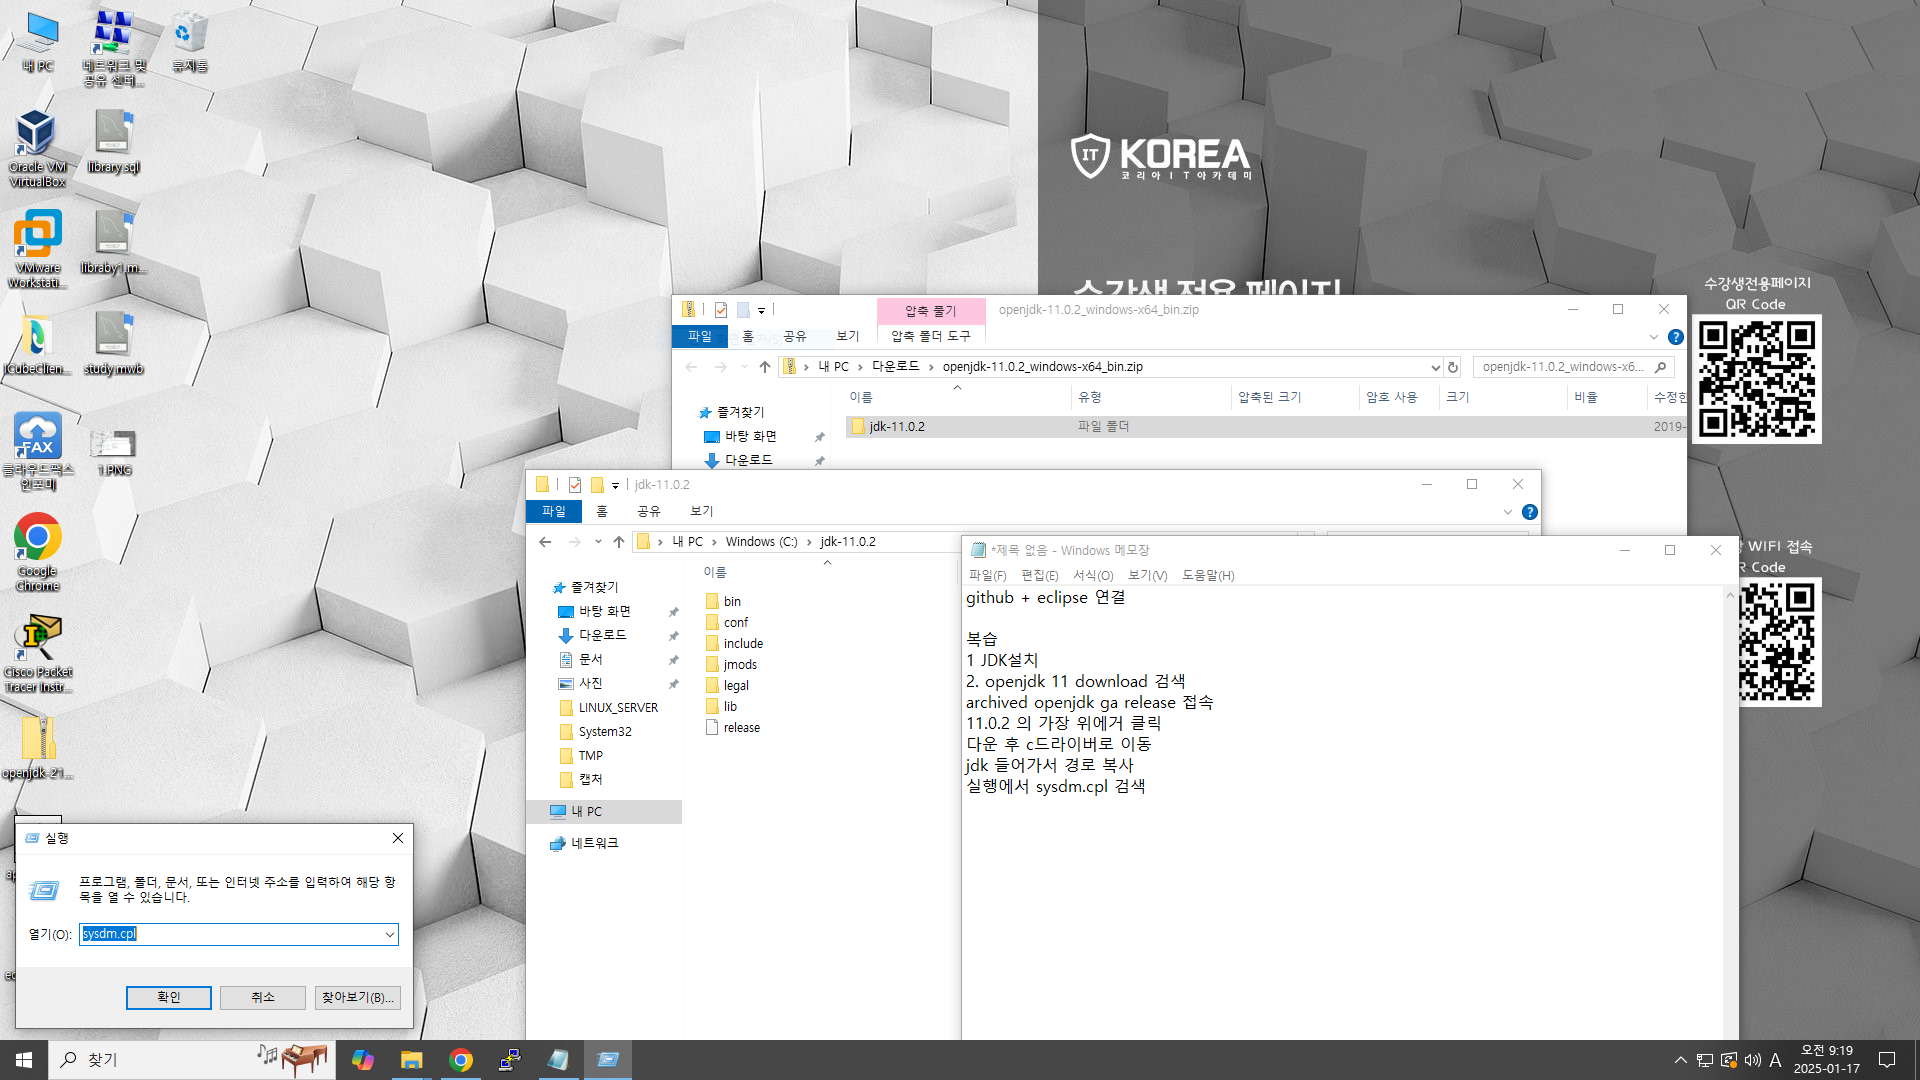 내 PC
네트워크 및
공유 센터...
휴지통
Oracle VM
VirtualBox
library.sql
VMware
Workstati...
libraby1.m...
iCubeClien...
study.mwb
FAX
클라우드팩스
인포미
1.PNG
Google
Chrome
Cisco Packet
Tracer Instr...
openjdk-21...
IT
KOREA
코리아IT아카데미
수강생 전용 페이지
수강생전용페이지
QR Code
압축 풀기
openjdk-11.0.2_windows-x64_bin.zip
파일
홈
공유
보기
압축 폴더 도구
내 PC
다운로드
openjdk-11.0.2_windows-x64_bin.zip
openjdk-11.0.2_windows-x6...
이름
유형
압축된 크기
암호 사용
크기
비율
수정한
즐겨찾기
바탕 화면
다운로드
jdk-11.0.2
파일 폴더
2019-
jdk-11.0.2
파일
홈
공유
보기
내 PC
Windows (C:)
jdk-11.0.2
이름
즐겨찾기
바탕 화면
다운로드
문서
사진
LINUX_SERVER
System32
TMP
캡처
내 PC
네트워크
bin
conf
include
jmods
legal
lib
release
WIFI 접속
R Code
*제목 없음 - Windows 메모장
파일(F)
편집(E)
서식(O)
보기(V)
도움말(H)
github + eclipse 연결
복습
1 JDK설치
2. openjdk 11 download 검색
archived openjdk ga release 접속
11.0.2 의 가장 위에거 클릭
다운 후 c드라이버로 이동
jdk 들어가서 경로 복사
실행에서 sysdm.cpl 검색
실행
프로그램, 폴더, 문서, 또는 인터넷 주소를 입력하여 해당 항
목을 열 수 있습니다.
열기(O):
sysdm.cpl
확인
취소
찾아보기(B)...
찾기
A
오전 9:19
2025-01-17